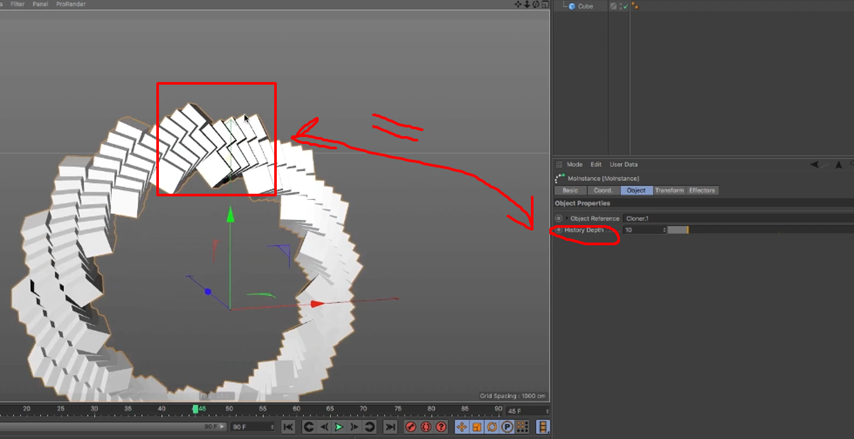 Filter Panel ProRender
Cube
Mode Edit User Data
MoInstance [MoInstance]
Basic Coord. Object Transform Effectors
Object Properties
Object Reference Cloner.1
History Depth 10
Grid Spacing : 1000 cm
20 25 30 35 40 46 50 55 60 65 70 75 80 85 90 46 F
90 F 90 F